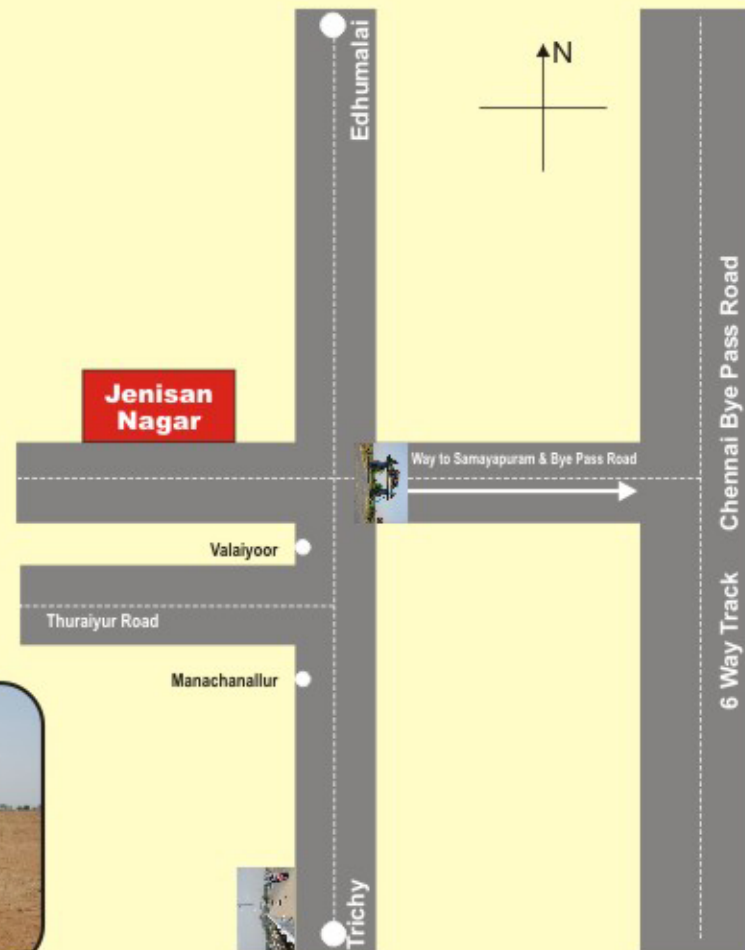 Edhumalai
N
Jenisan
Nagar
Way to Samayapuram & Bye Pass Road
Chennai Bye Pass Road
Valaiyoor
Thuraiyur Road
6 Way Track
Manachanallur
Trichy